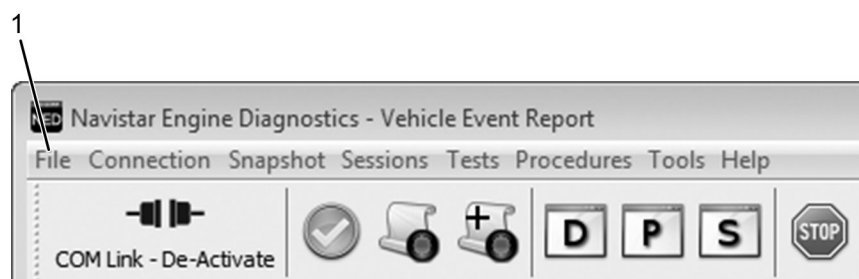 1
NED Navistar Engine Diagnostics - Vehicle Event Report
File Connection Snapshot Sessions Tests Procedures Tools Help
COM Link - De-Activate
D P S STOP